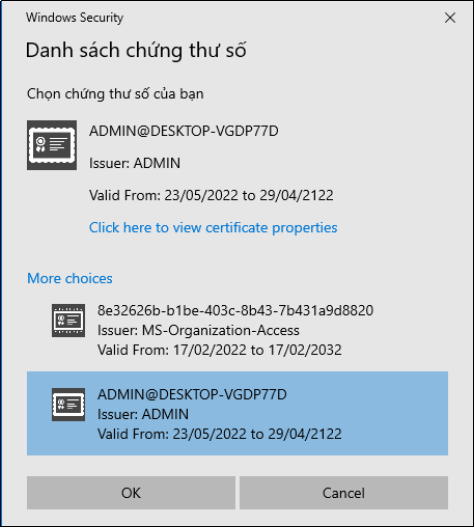 Windows Security
Danh sách chứng thư số
Chọn chứng thư số của bạn
ADMIN@DESKTOP-VGDP77D
Issuer: ADMIN
Valid From: 23/05/2022 to 29/04/2122
Click here to view certificate properties
More choices
8e32626b-b1be-403c-8b43-7b431a9d8820
Issuer: MS-Organization-Access
Valid From: 17/02/2022 to 17/02/2032
ADMIN@DESKTOP-VGDP77D
Issuer: ADMIN
Valid From: 23/05/2022 to 29/04/2122
OK
Cancel